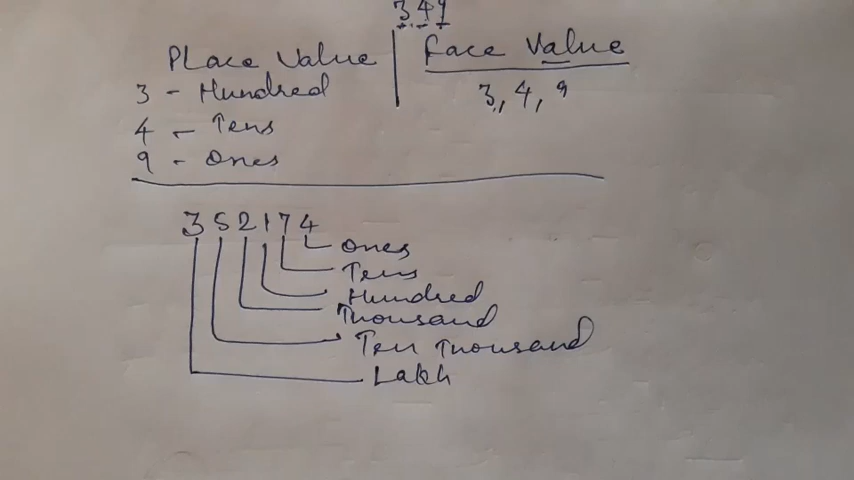 349
Place Value | Face Value
3 - Hundred 3, 4, 9
4 - Tens
9 - Ones
352174
Ones
Tens
Hundred
Thousand
Ten Thousand
Lakh